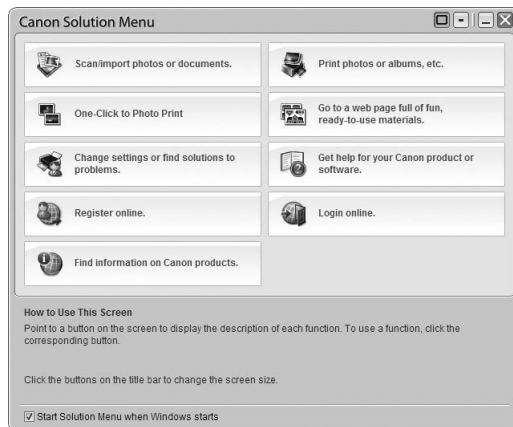 Canon Solution Menu
Scan/import photos or documents.
Print photos or albums, etc.
One-Click to Photo Print
Go to a web page full of fun,
ready-to-use materials.
Change settings or find solutions to
problems.
Get help for your Canon product or
software.
Register online.
Login online.
Find information on Canon products.
How to Use This Screen
Point to a button on the screen to display the description of each function. To use a function, click the
corresponding button.
Click the buttons on the title bar to change the screen size.
Start Solution Menu when Windows starts